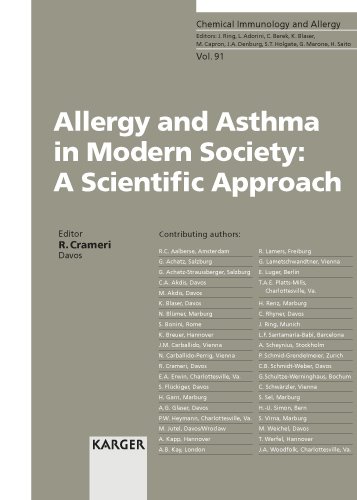 Chemical Immunology and Allergy
Editors: J. Ring, L. Adorini, C. Berek, K. Blaser,
M. Capron, J.A. Denburg, S.T. Holgate, G. Marone, H. Saito
Vol. 91
Allergy and Asthma
in Modern Society:
A Scientific Approach
Editor
R. Crameri
Davos
Contributing authors:
R.C. Aalberse, Amsterdam
G. Achatz, Salzburg
G. Achatz-Straussberger, Salzburg
C.A. Akdis, Davos
M. Akdis, Davos
K. Blaser, Davos
N. Blümer, Marburg
S. Bonini, Rome
K. Breuer, Hannover
J.M. Carballido, Vienna
N. Carballido-Perrig, Vienna
R. Crameri, Davos
E.A. Erwin, Charlottesville, Va.
S. Flückiger, Davos
H. Garn, Marburg
A.G. Glaser, Davos
P.W. Heymann, Charlottesville, Va.
M. Jutel, Davos/Wroclaw
A. Kapp, Hannover
A.B. Kay, London
R. Lamers, Freiburg
G. Lametschwandtner, Vienna
E. Luger, Berlin
T.A.E. Platts-Mills,
Charlottesville, Va.
H. Renz, Marburg
C. Rhyner, Davos
J. Ring, Munich
L.F. Santamaria-Babi, Barcelona
A. Scheynius, Stockholm
P. Schmid-Grendelmeier, Zurich
C.B. Schmidt-Weber, Davos
G. Schultze-Werninghaus, Bochum
C. Schwärzler, Vienna
S. Sel, Marburg
H.-U. Simon, Bern
S. Virna, Marburg
M. Weichel, Davos
T. Werfel, Hannover
J.A. Woodfolk, Charlottesville, Va.
KARGER